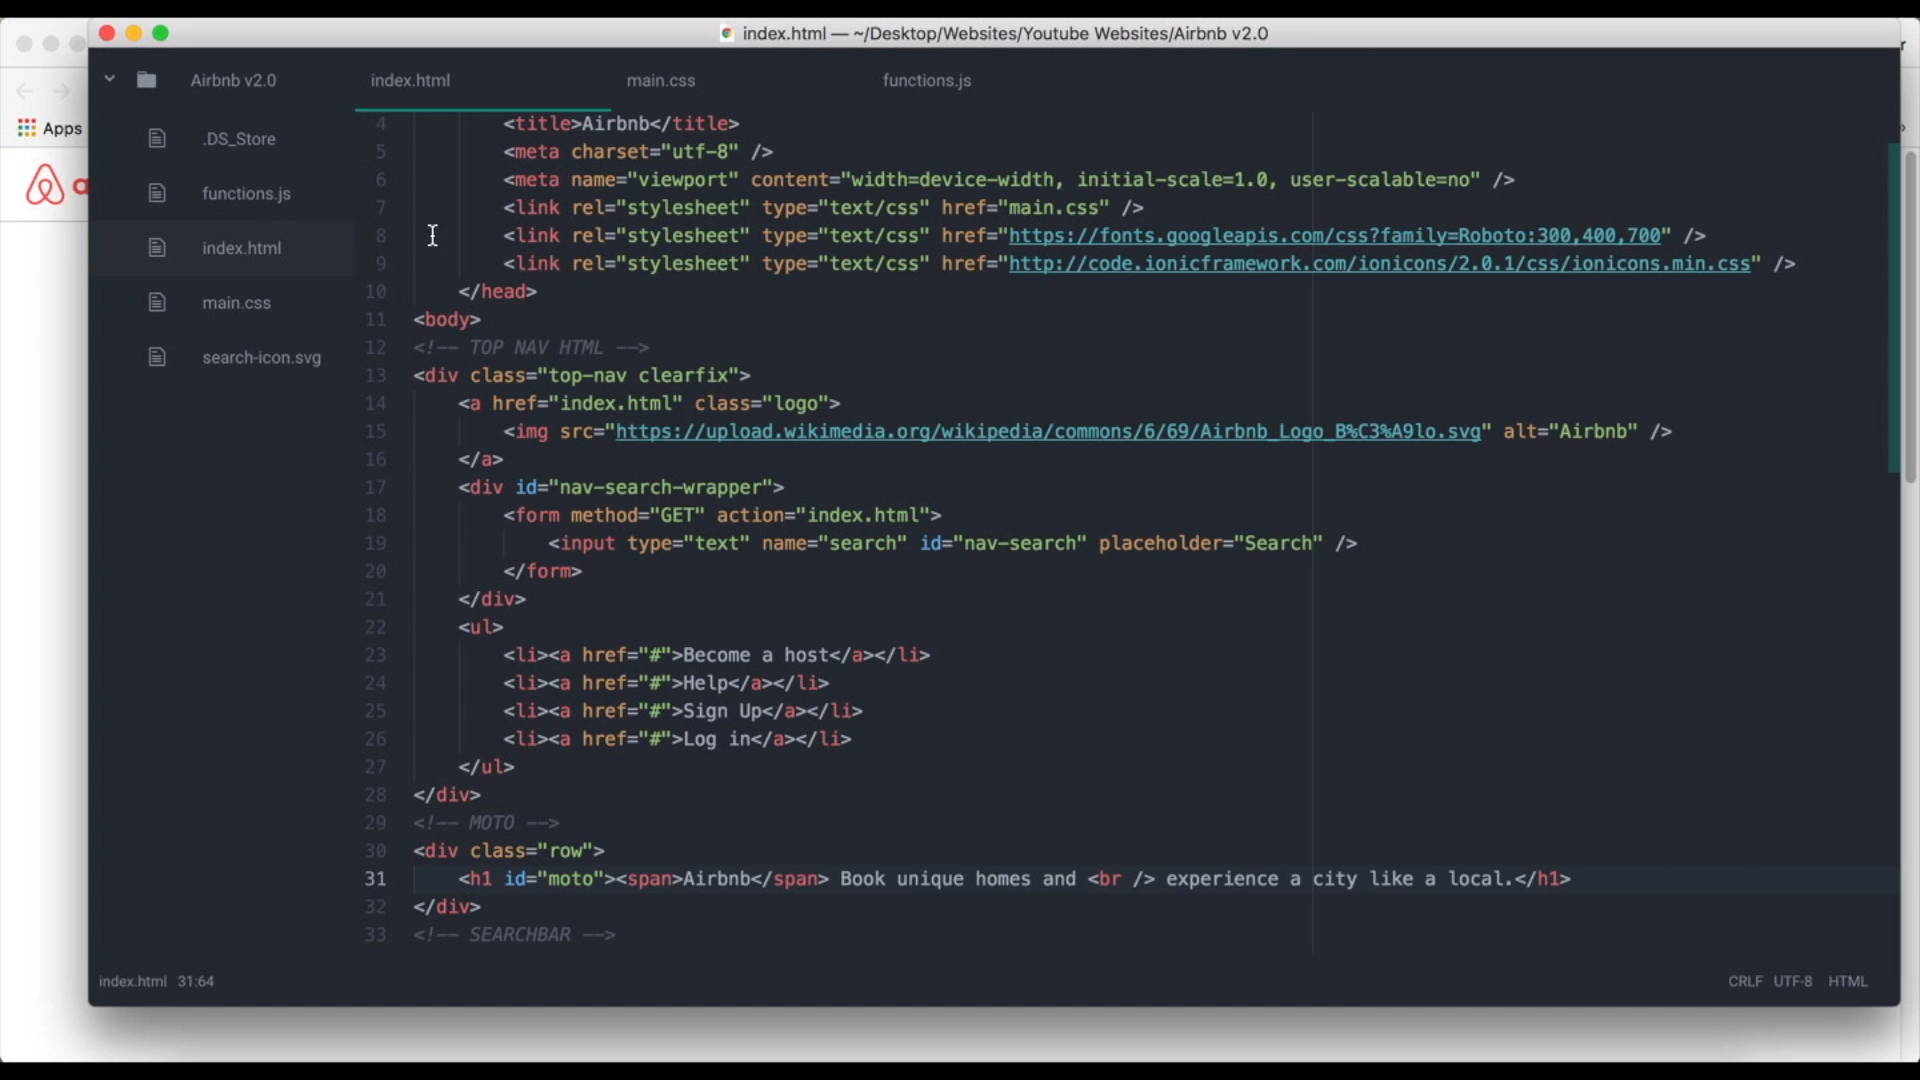 index.html — ~/Desktop/Websites/Youtube Websites/Airbnb v2.0
Apps
Airbnb v2.0
.DS_Store
functions.js
index.html
main.css
search-icon.svg
index.html main.css functions.js
4 <title>Airbnb</title>
5 <meta charset="utf-8" />
6 <meta name="viewport" content="width=device-width, initial-scale=1.0, user-scalable=no" />
7 <link rel="stylesheet" type="text/css" href="main.css" />
8 <link rel="stylesheet" type="text/css" href="https://fonts.googleapis.com/css?family=Roboto:300,400,700" />
9 <link rel="stylesheet" type="text/css" href="http://code.ionicframework.com/ionicons/2.0.1/css/ionicons.min.css" />
10 </head>
11 <body>
12 <!-- TOP NAV HTML -->
13 <div class="top-nav clearfix">
14 <a href="index.html" class="logo">
15 <img src="https://upload.wikimedia.org/wikipedia/commons/6/69/Airbnb_Logo_B%C3%A9lo.svg" alt="Airbnb" />
16 </a>
17 <div id="nav-search-wrapper">
18 <form method="GET" action="index.html">
19 <input type="text" name="search" id="nav-search" placeholder="Search" />
20 </form>
21 </div>
22 <ul>
23 <li><a href="#">Become a host</a></li>
24 <li><a href="#">Help</a></li>
25 <li><a href="#">Sign Up</a></li>
26 <li><a href="#">Log in</a></li>
27 </ul>
28 </div>
29 <!-- MOTO -->
30 <div class="row">
31 <h1 id="moto"><span>Airbnb</span> Book unique homes and <br /> experience a city like a local.</h1>
32 </div>
33 <!-- SEARCHBAR -->
index.html 31:64
CRLF UTF-8 HTML